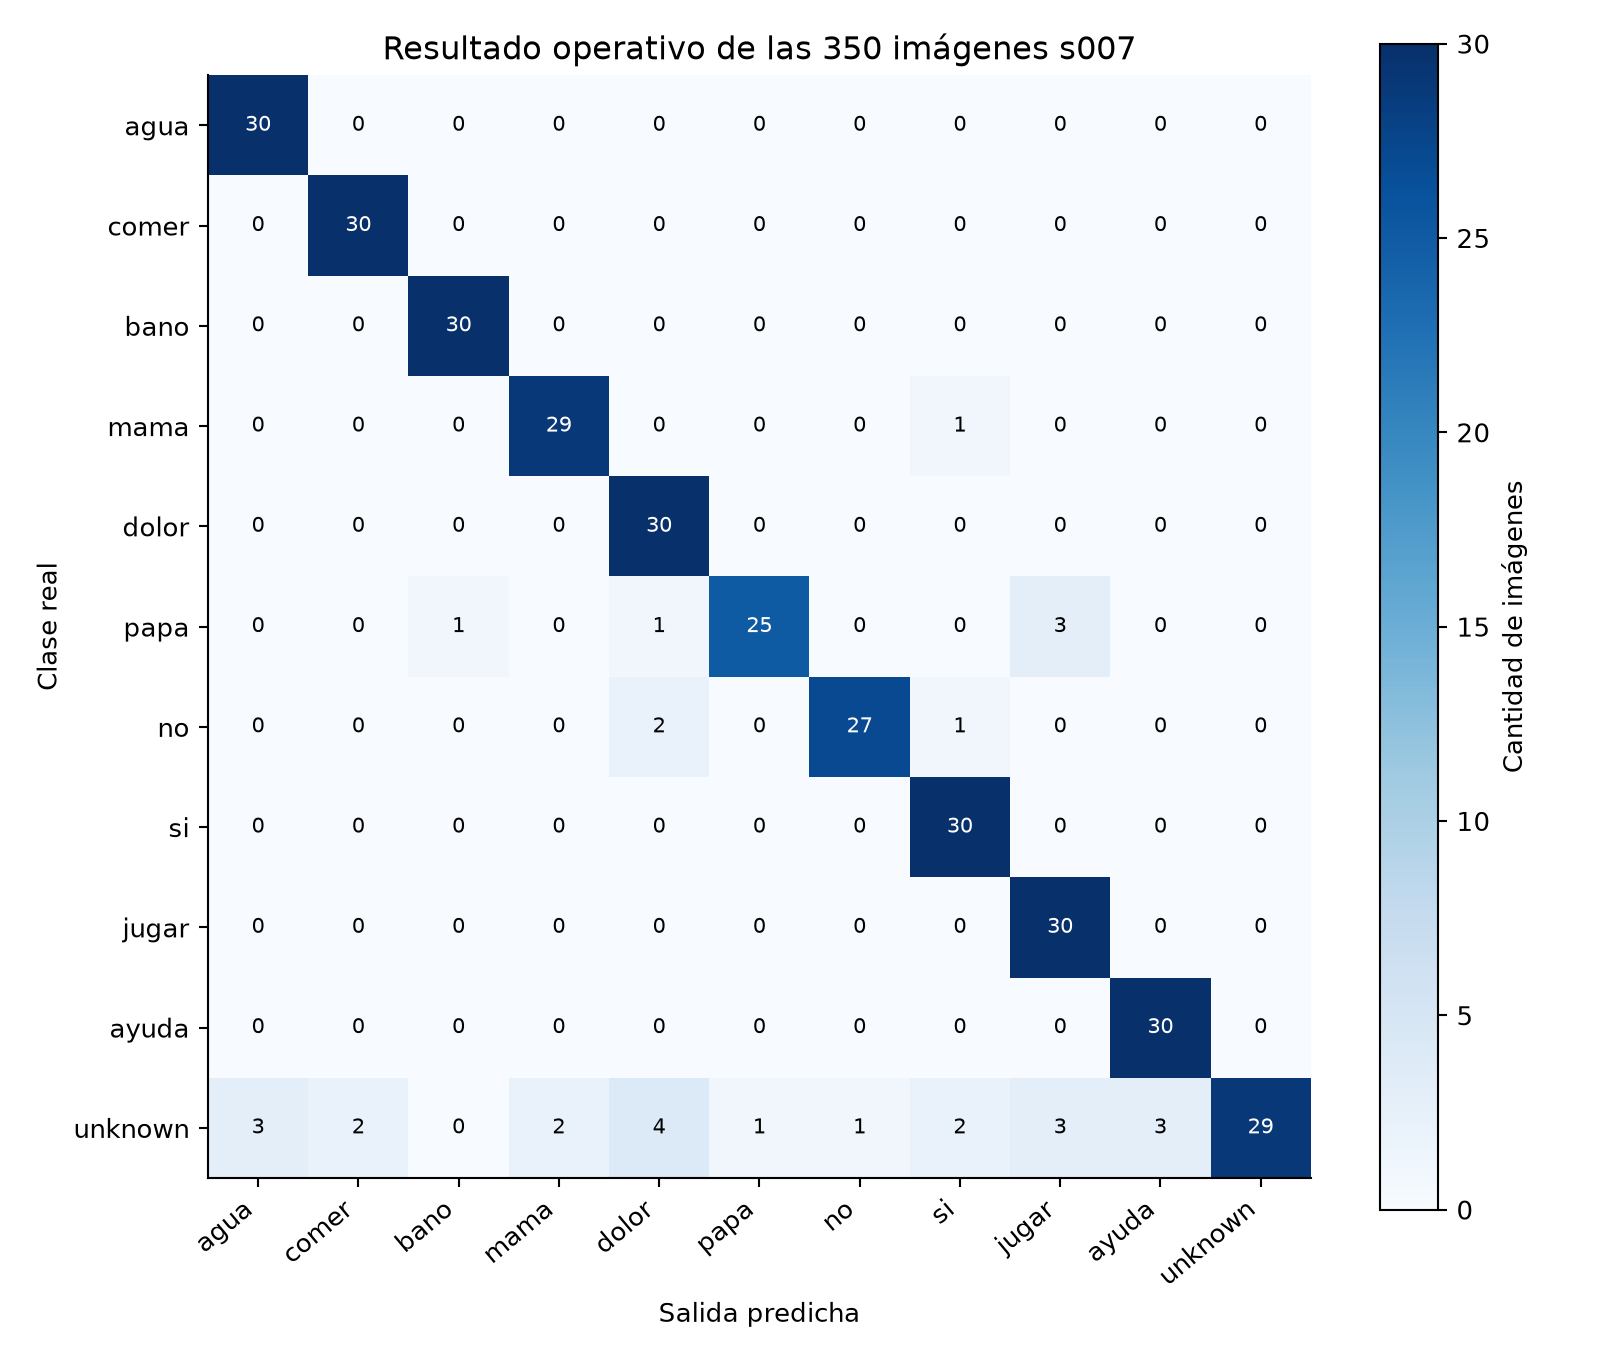 Resultado operativo de las 350 imágenes s007
agua 30 0 0 0 0 0 0 0 0 0 0
comer 0 30 0 0 0 0 0 0 0 0 0
bano 0 0 30 0 0 0 0 0 0 0 0
mama 0 0 0 29 0 0 0 1 0 0 0
dolor 0 0 0 0 30 0 0 0 0 0 0
papa 0 0 1 0 1 25 0 0 3 0 0
no 0 0 0 0 2 0 27 1 0 0 0
si 0 0 0 0 0 0 0 30 0 0 0
jugar 0 0 0 0 0 0 0 0 30 0 0
ayuda 0 0 0 0 0 0 0 0 0 30 0
unknown 3 2 0 2 4 1 1 2 3 3 29
agua comer bano mama dolor papa no si jugar ayuda unknown
Salida predicha
Clase real
30
25
20
15
10
5
0
Cantidad de imágenes